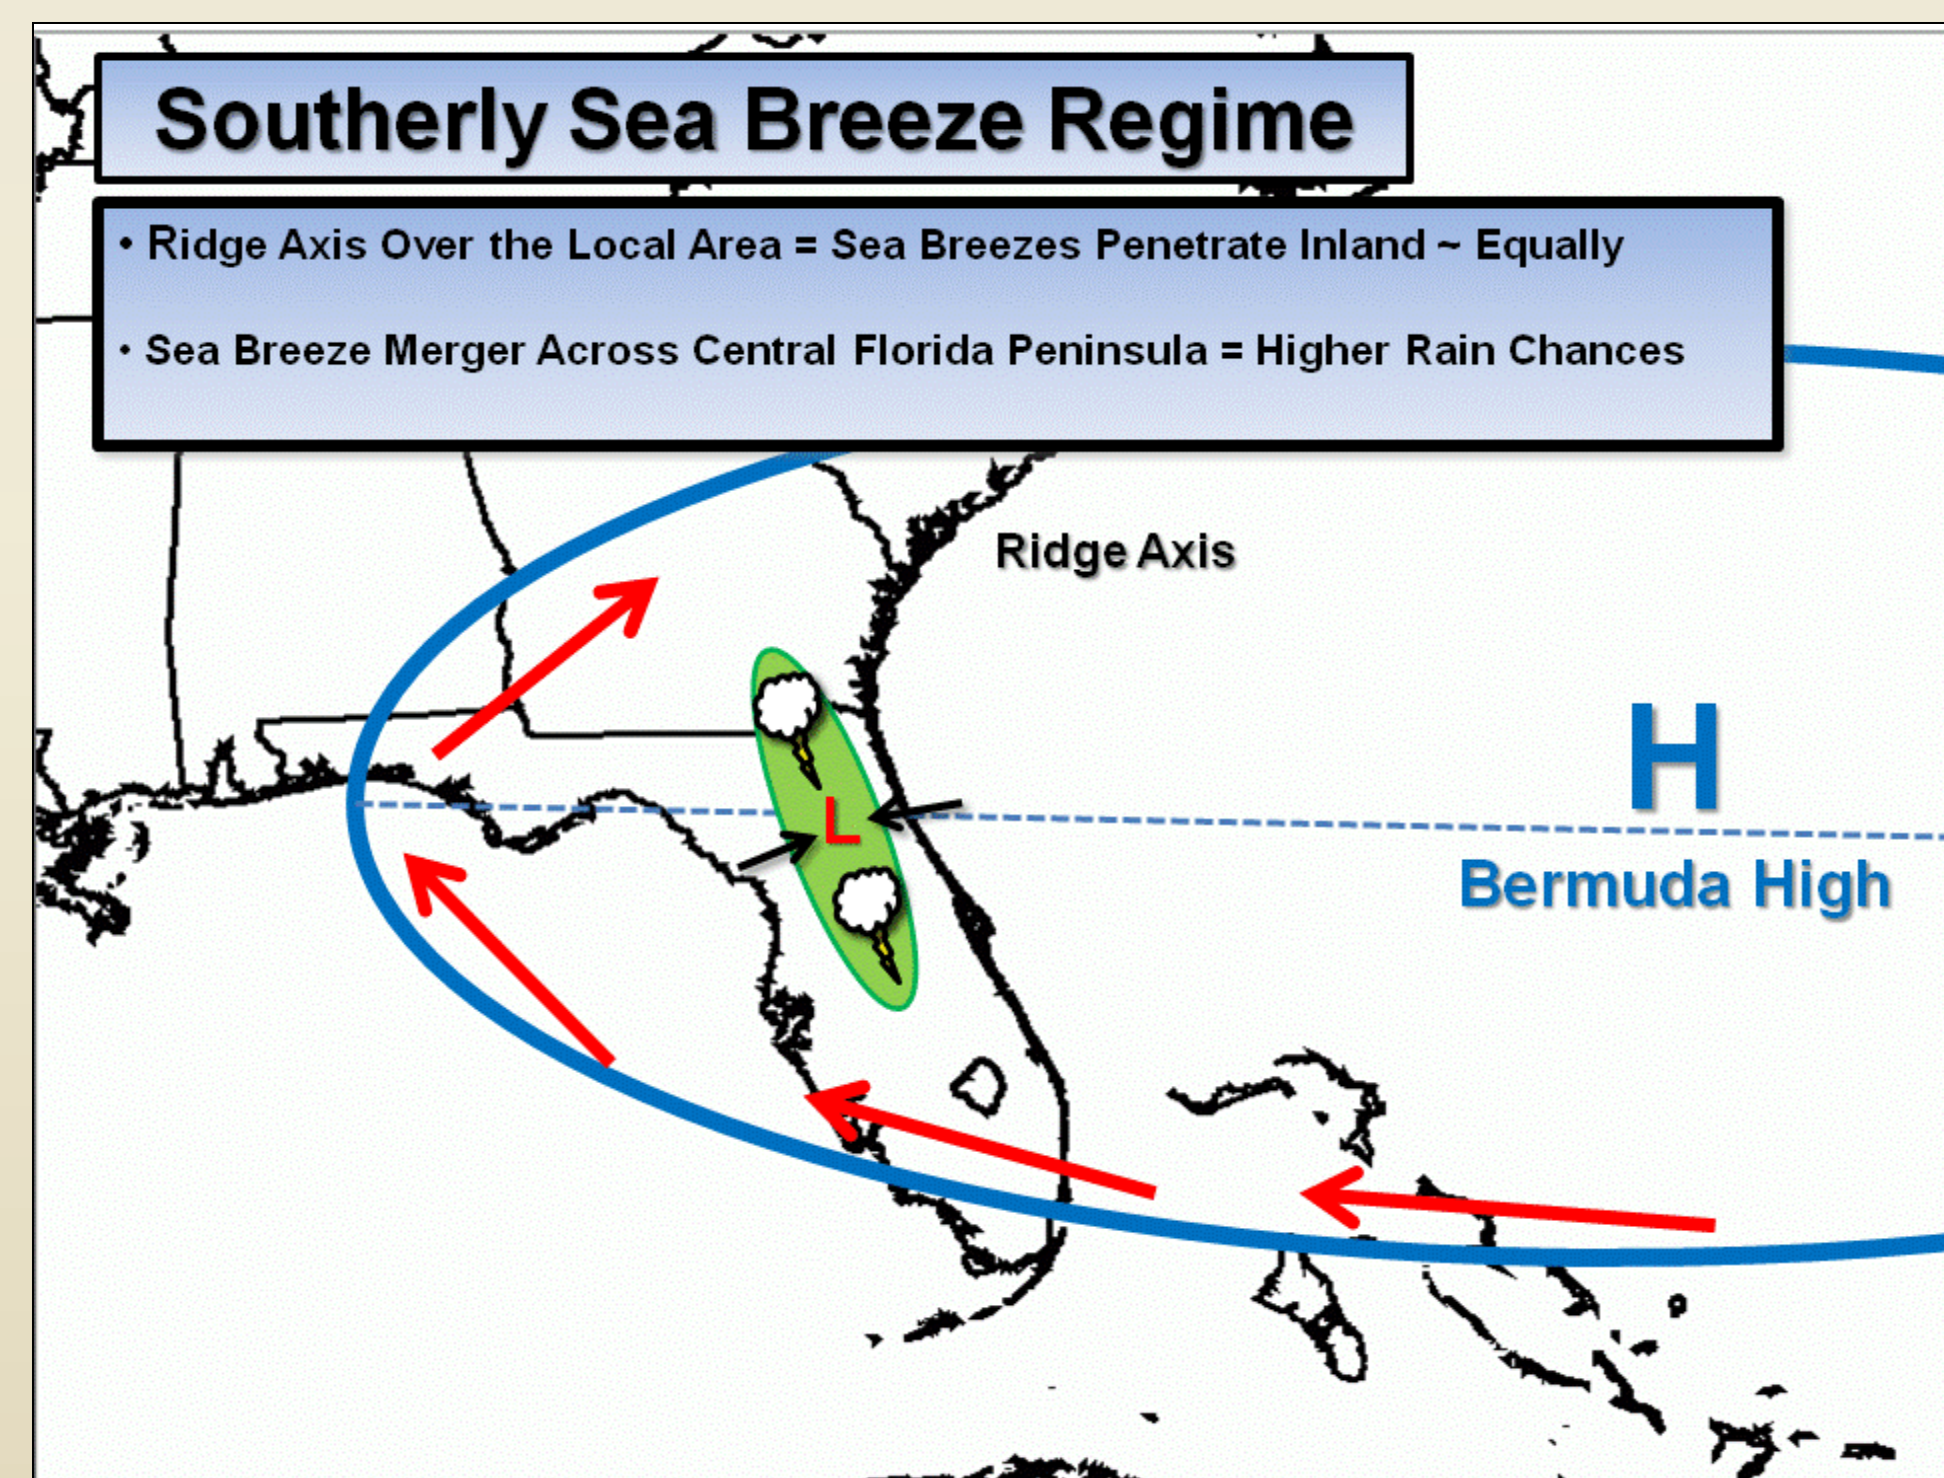 Southerly Sea Breeze Regime
• Ridge Axis Over the Local Area = Sea Breezes Penetrate Inland ~ Equally
• Sea Breeze Merger Across Central Florida Peninsula = Higher Rain Chances
Ridge Axis
H
L
Bermuda High